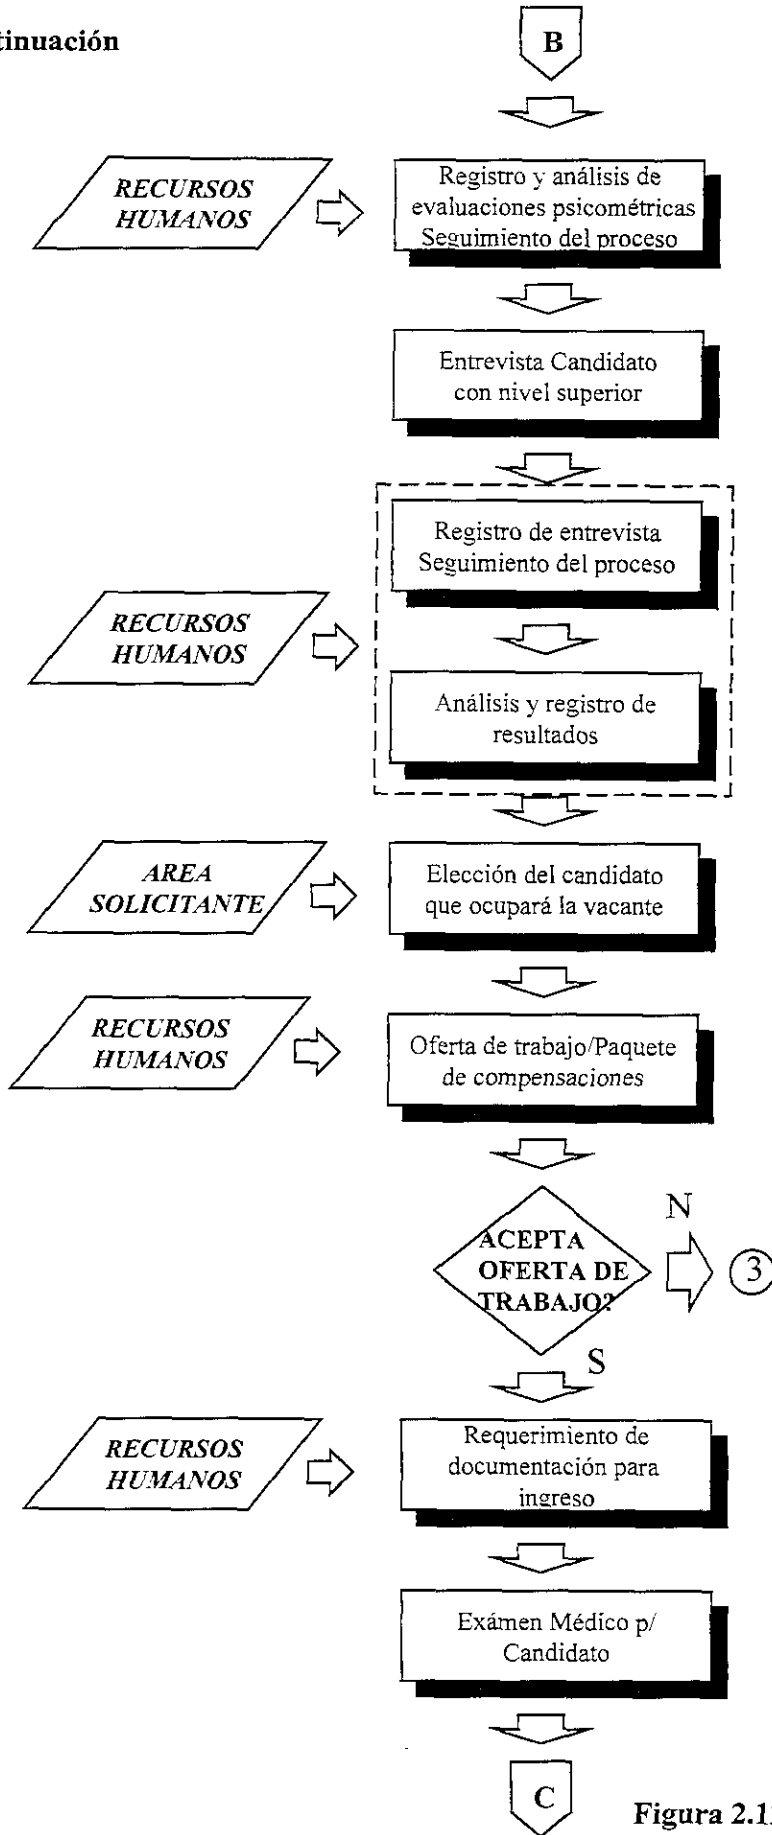 tinuación
B
RECURSOS
HUMANOS
Registro y análisis de
evaluaciones psicométricas
Seguimiento del proceso
Entrevista Candidato
con nivel superior
Registro de entrevista
Seguimiento del proceso
RECURSOS
HUMANOS
Análisis y registro de
resultados
AREA
SOLICITANTE
Elección del candidato
que ocupará la vacante
RECURSOS
HUMANOS
Oferta de trabajo/Paquete
de compensaciones
ACEPTA
OFERTA DE
TRABAJO?
N
3
S
RECURSOS
HUMANOS
Requerimiento de
documentación para
ingreso
Exámen Médico p/
Candidato
C
Figura 2.1